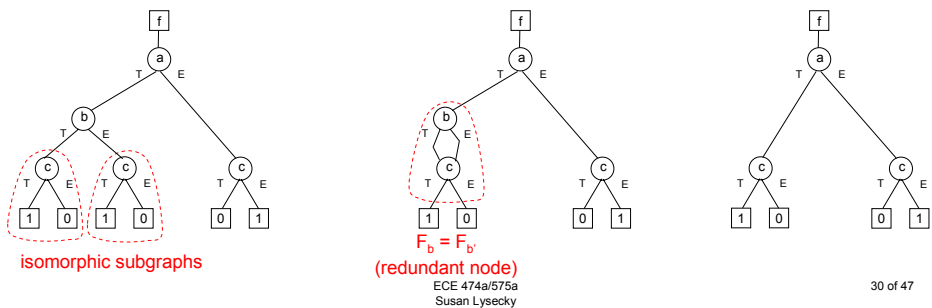 f
a
T E
b
T E
c c c
T E T E T E
1 0 1 0 0 1
isomorphic subgraphs
f
a
T E
b
T E
c c
T E T E
1 0 0 1
F_b = F_b'
(redundant node)
f
a
T E
c c
T E T E
1 0 0 1
ECE 474a/575a
Susan Lysecky
30 of 47